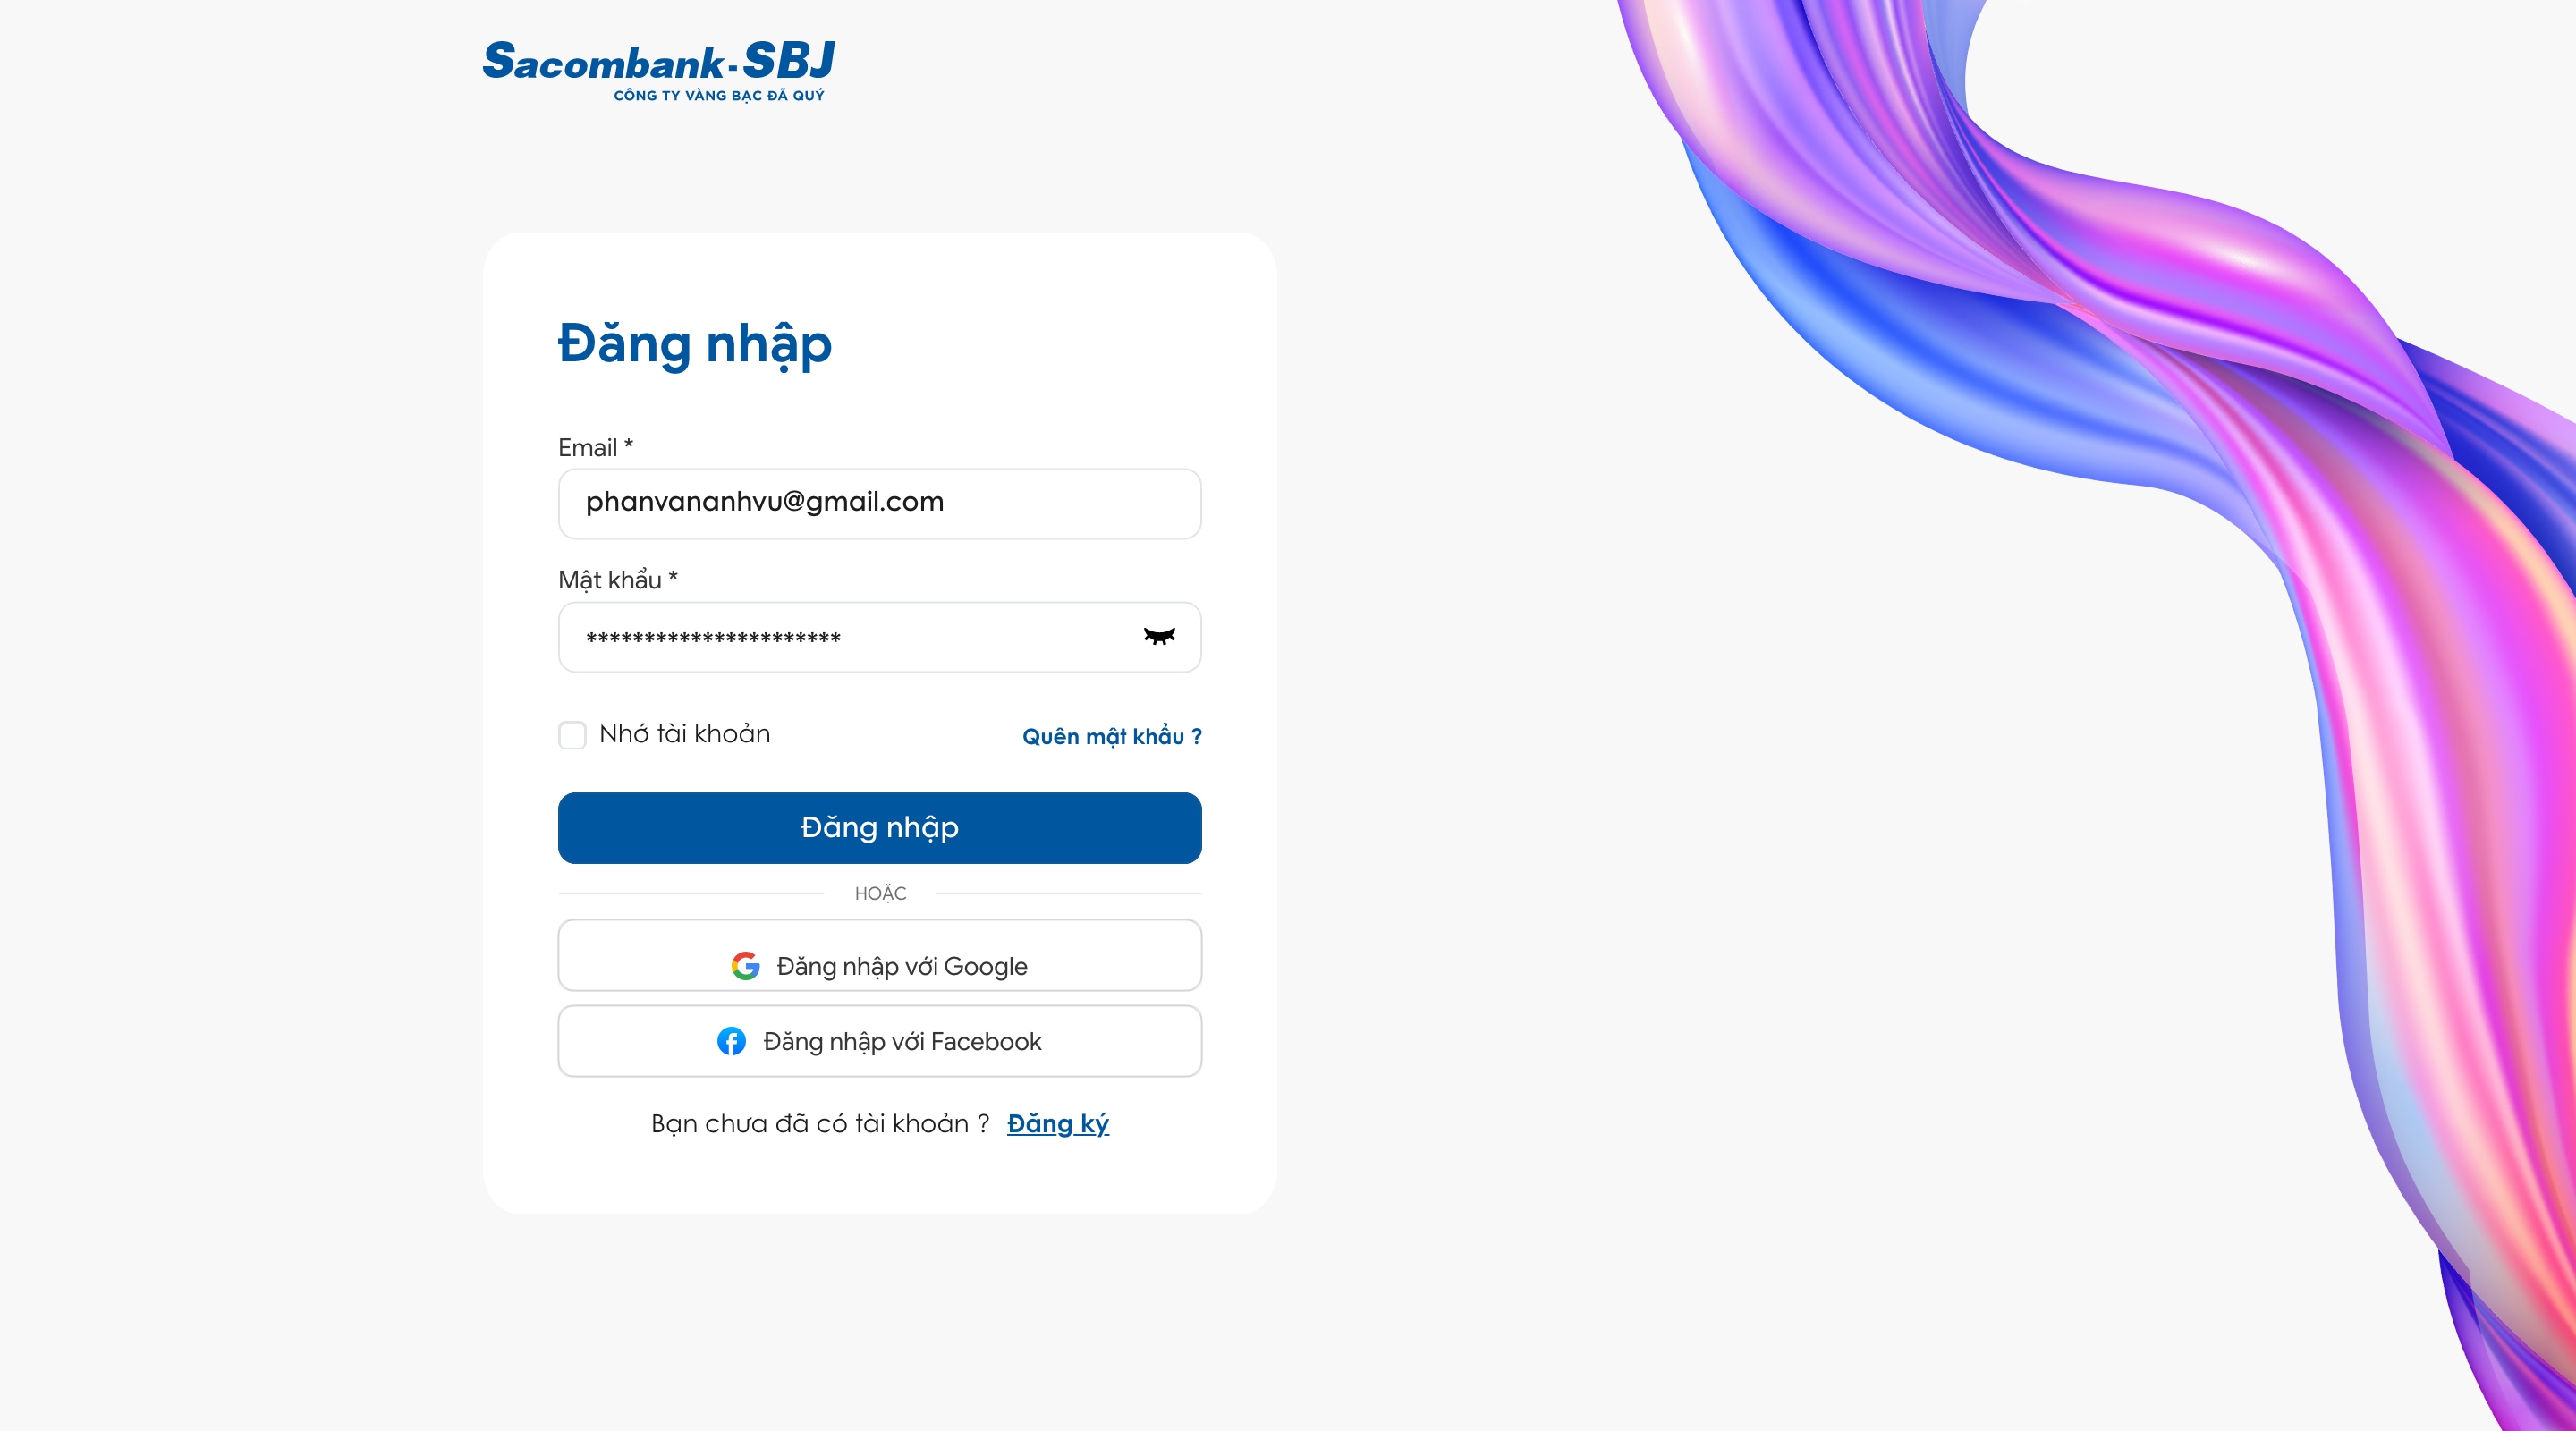 Sacombank-SBJ
CÔNG TY VÀNG BẠC ĐÃ QUÝ
Đăng nhập
Email *
phanvananhvu@gmail.com
Mật khẩu *
**********************
Nhớ tài khoản
Quên mật khẩu ?
Đăng nhập
HOẶC
Đăng nhập với Google
Đăng nhập với Facebook
Bạn chưa đã có tài khoản ? Đăng ký